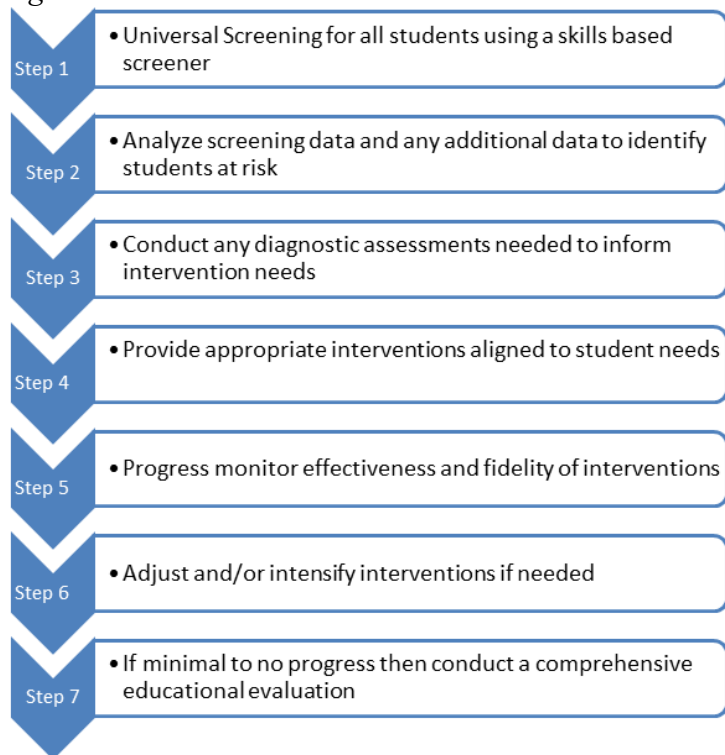 Step 1
• Universal Screening for all students using a skills based
screener
Step 2
• Analyze screening data and any additional data to identify
students at risk
Step 3
• Conduct any diagnostic assessments needed to inform
intervention needs
Step 4
• Provide appropriate interventions aligned to student needs
Step 5
• Progress monitor effectiveness and fidelity of interventions
Step 6
• Adjust and/or intensify interventions if needed
Step 7
• If minimal to no progress then conduct a comprehensive
educational evaluation